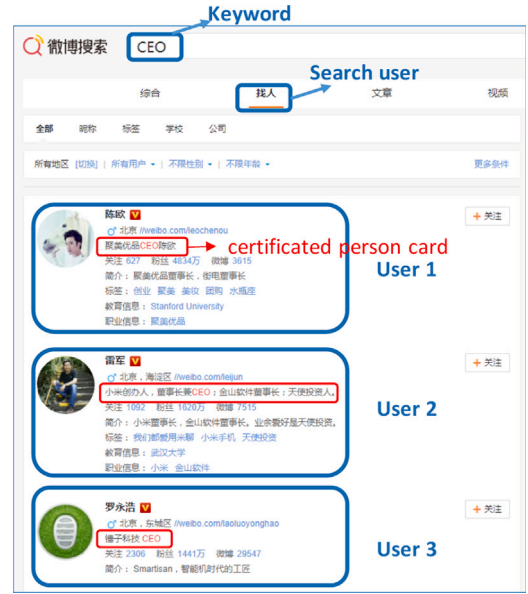 Keyword
微博搜索 CEO
Search user
综合 找人 文章 视频
全部 昵称 标签 学校 公司
所有地区 [切换] | 所有用户 | 不限性别 | 不限年龄 更多条件
陈欧 V + 关注
♂ 北京 //weibo.com/leochenou
聚美优品CEO陈欧 certificated person card
关注 627 粉丝 4834万 微博 3615
User 1
简介：聚美优品董事长，街电董事长
标签：创业 聚美 美妆 团购 水瓶座
教育信息：Stanford University
职业信息：聚美优品
雷军 V + 关注
♂ 北京，海淀区 //weibo.com/leijun
小米创办人，董事长兼CEO；金山软件董事长；天使投资人。
关注 1092 粉丝 1620万 微博 7515
User 2
简介：小米董事长，金山软件董事长。业余爱好是天使投资。
标签：我们都爱用米聊 小米手机 天使投资
教育信息：武汉大学
职业信息：小米 金山软件
罗永浩 V + 关注
♂ 北京，东城区 //weibo.com/laoluoyonghao
锤子科技 CEO
关注 2306 粉丝 1441万 微博 29547
User 3
简介：Smartisan，智能机时代的工匠